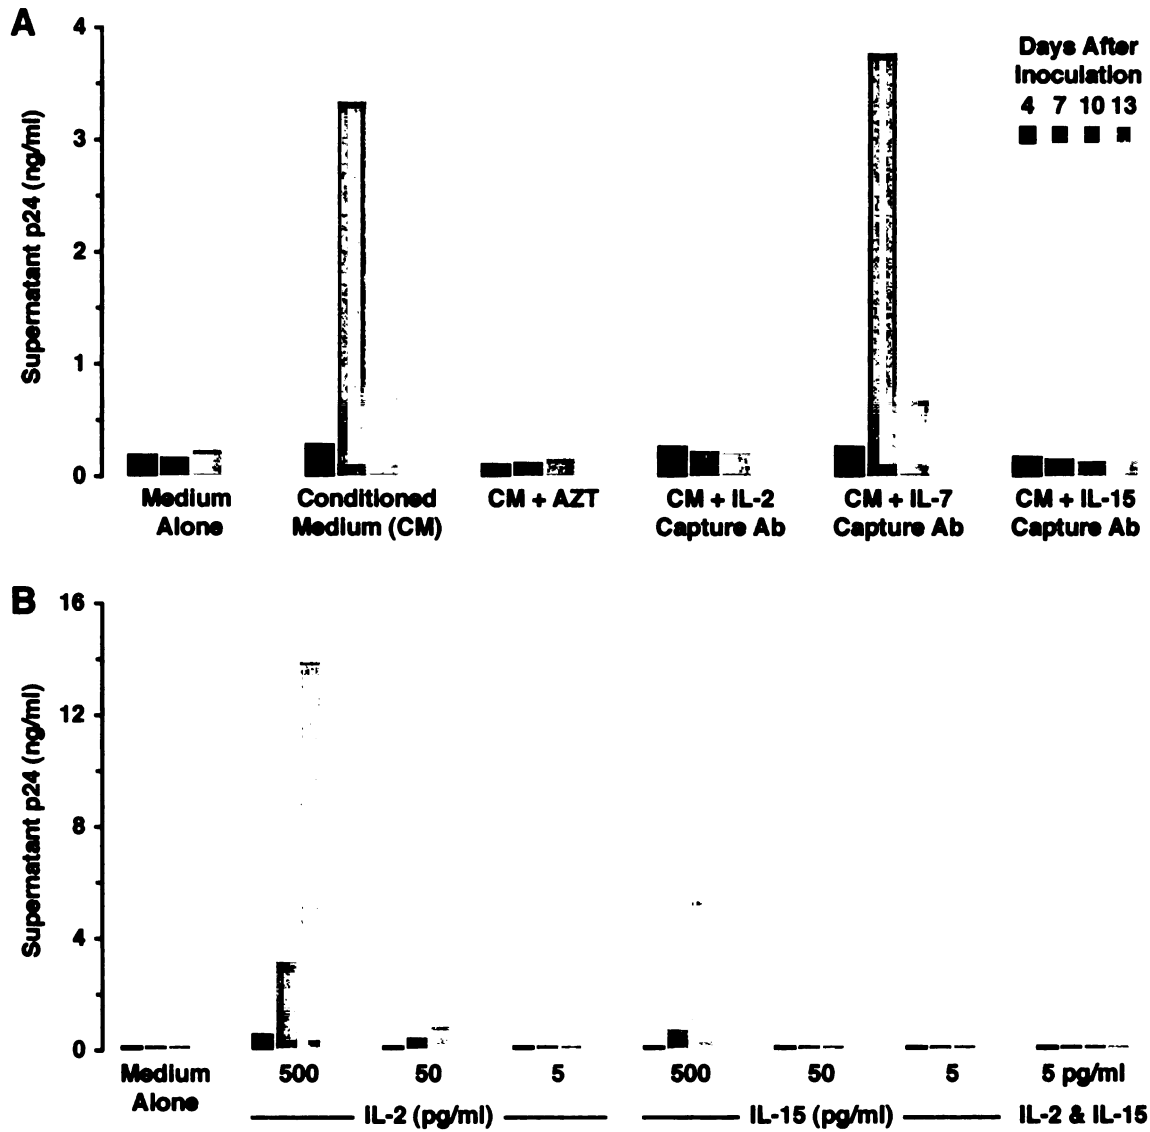 A
4
3
2
1
0
Supernatant p24 (ng/ml)
Days After
Inoculation
4 7 10 13
Medium Alone
Conditioned Medium (CM)
CM + AZT
CM + IL-2 Capture Ab
CM + IL-7 Capture Ab
CM + IL-15 Capture Ab
B
16
12
8
4
0
Supernatant p24 (ng/ml)
Medium Alone
500 50 5
IL-2 (pg/ml)
500 50 5
IL-15 (pg/ml)
5 pg/ml
IL-2 & IL-15